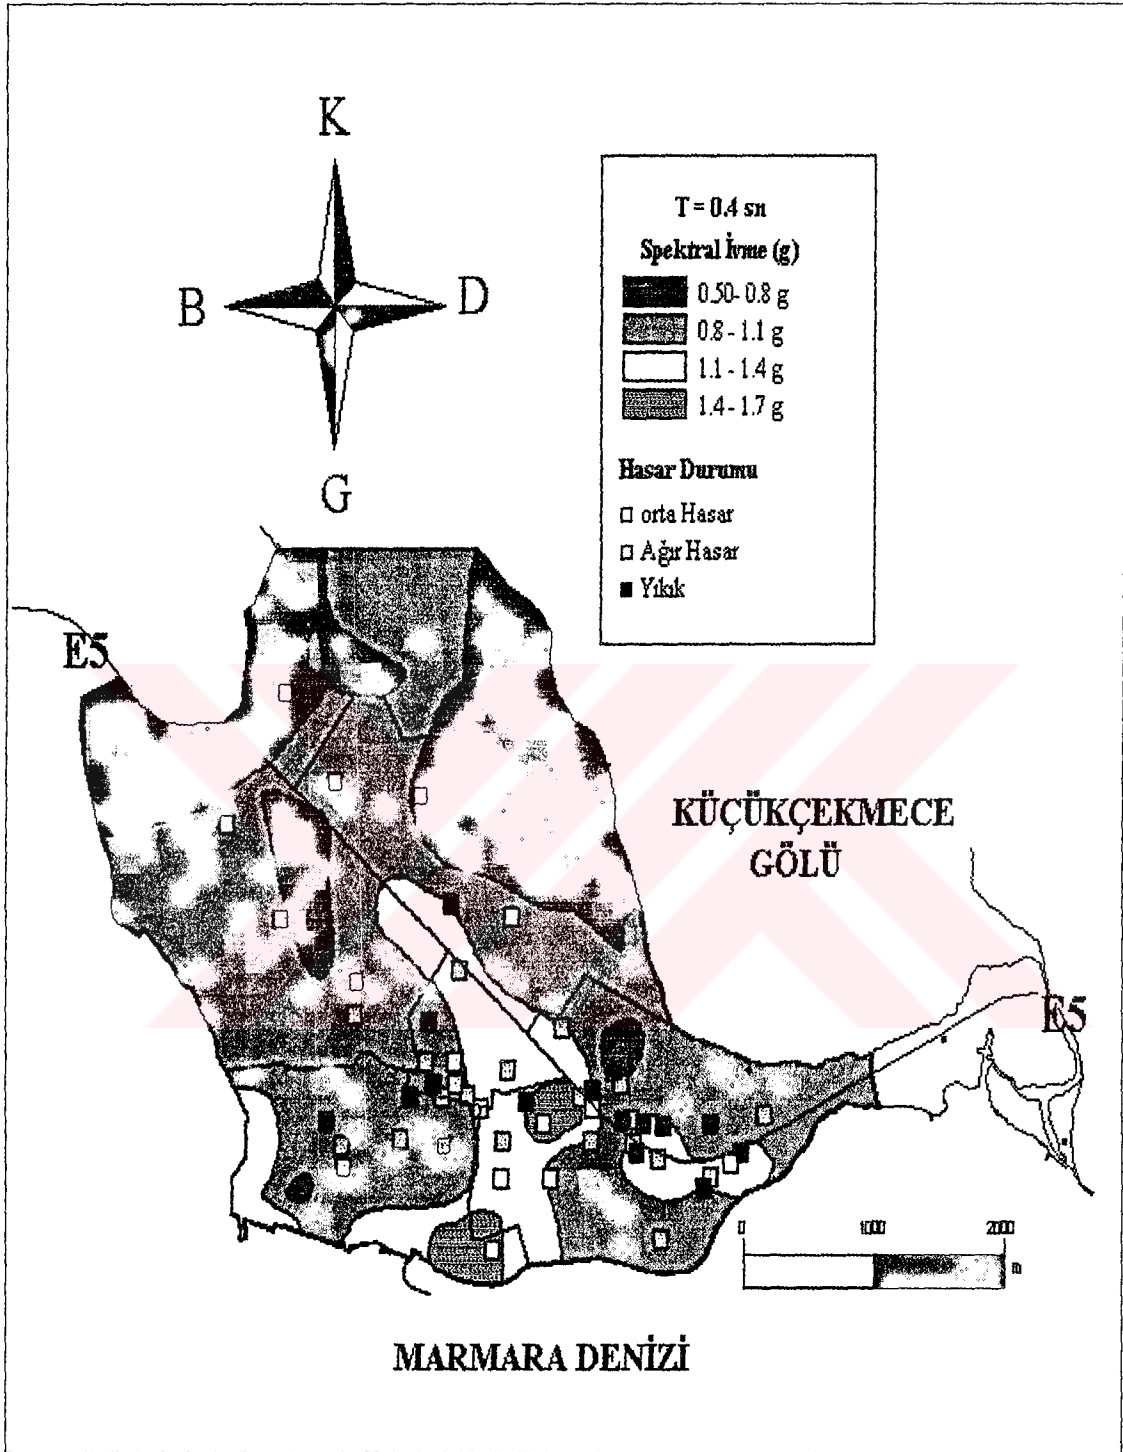 K
B
D
G
T = 0.4 sn
Spektral İvme (g)
0.50- 0.8 g
0.8 - 1.1 g
1.1 - 1.4 g
1.4 - 1.7 g
Hasar Durumu
orta Hasar
Ağır Hasar
Yıkık
E5
KÜÇÜKÇEKMECE
GÖLÜ
E5
0 1000 2000
m
MARMARA DENİZİ